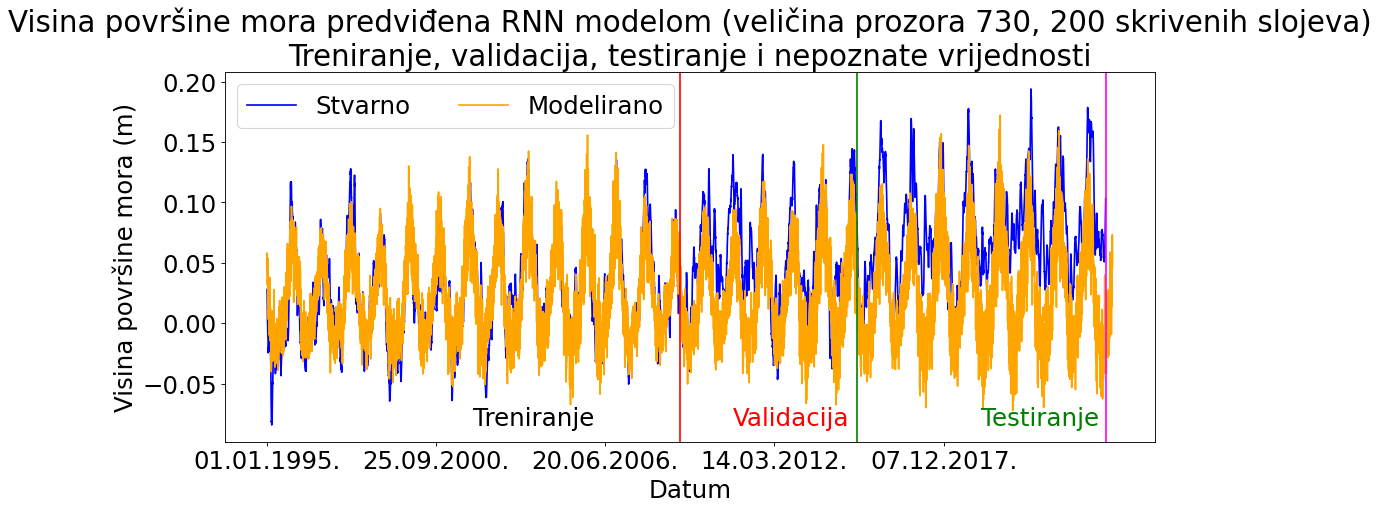 Visina površine mora predviđena RNN modelom (veličina prozora 730, 200 skrivenih slojeva)
Treniranje, validacija, testiranje i nepoznate vrijednosti
Stvarno Modelirano
Visina površine mora (m)
0.20
0.15
0.10
0.05
0.00
−0.05
Treniranje Validacija Testiranje
01.01.1995. 25.09.2000. 20.06.2006. 14.03.2012. 07.12.2017.
Datum